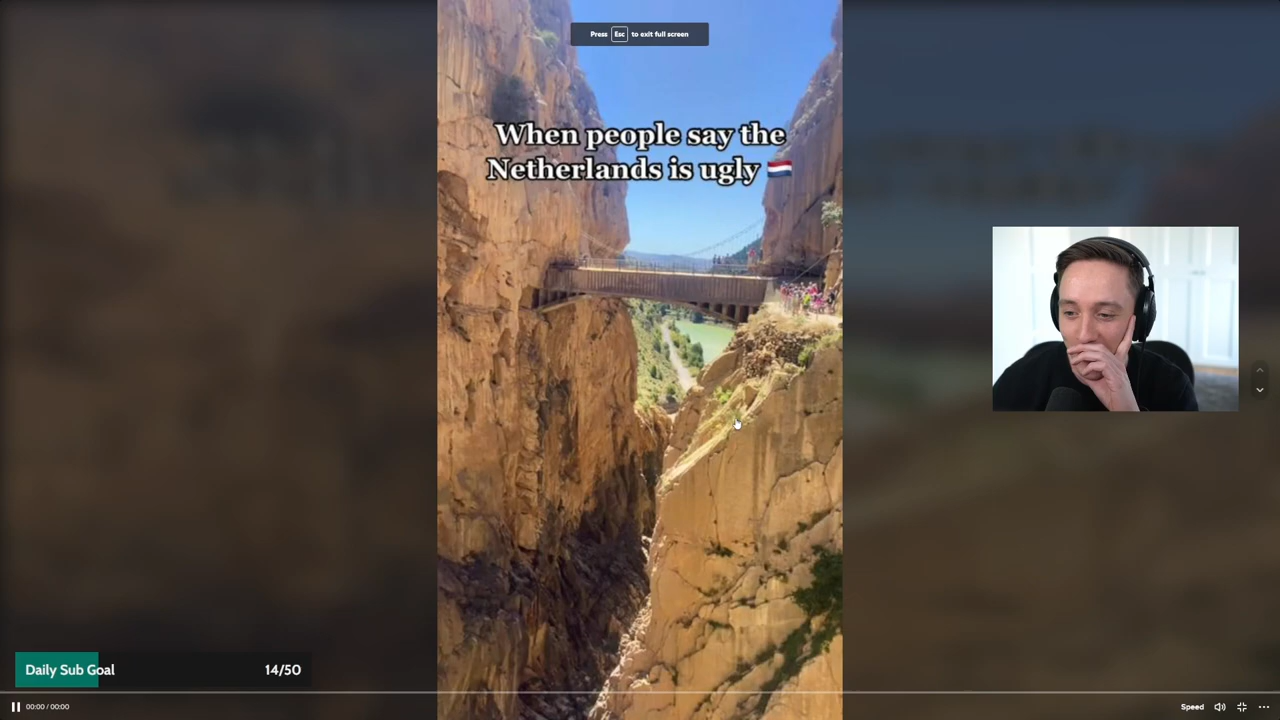 Press Esc to exit full screen
When people say the
Netherlands is ugly 🇳🇱
Daily Sub Goal 14/50
00:00 / 00:00
Speed